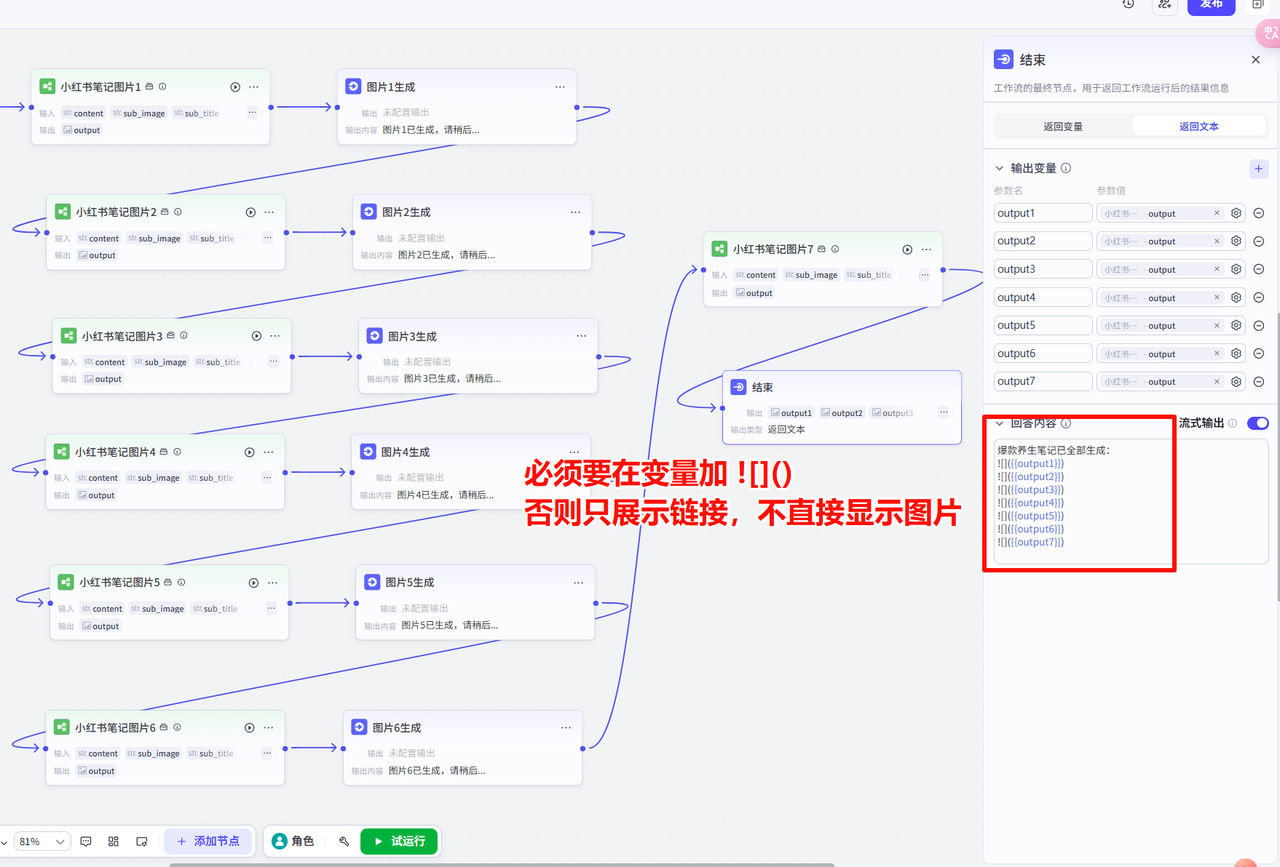 发布
中A
小红书笔记图片1
输入 str.content str.sub_image str.sub_title ...
输出 output
图片1生成
输出 未配置输出
输出内容 图片1已生成，请稍后...
小红书笔记图片2
输入 str.content str.sub_image str.sub_title ...
输出 output
图片2生成
输出 未配置输出
输出内容 图片2已生成，请稍后...
小红书笔记图片3
输入 str.content str.sub_image str.sub_title ...
输出 output
图片3生成
输出 未配置输出
输出内容 图片3已生成，请稍后...
小红书笔记图片4
输入 str.content str.sub_image str.sub_title ...
输出 output
图片4生成
输出 未配置输出
输出内容 图片4已生成，请稍后...
小红书笔记图片5
输入 str.content str.sub_image str.sub_title ...
输出 output
图片5生成
输出 未配置输出
输出内容 图片5已生成，请稍后...
小红书笔记图片6
输入 str.content str.sub_image str.sub_title ...
输出 output
图片6生成
输出 未配置输出
输出内容 图片6已生成，请稍后...
小红书笔记图片7
输入 str.content str.sub_image str.sub_title ...
输出 output
结束
输出 output1 output2 output3 ...
输出类型 返回文本
必须要在变量加 ![]()
否则只展示链接，不直接显示图片
结束
工作流的最终节点，用于返回工作流运行后的结果信息
返回变量 返回文本
输出变量
参数名 参数值
output1 小红书... - output
output2 小红书... - output
output3 小红书... - output
output4 小红书... - output
output5 小红书... - output
output6 小红书... - output
output7 小红书... - output
回答内容 流式输出
爆款养生笔记已全部生成：
![]({{output1}})
![]({{output2}})
![]({{output3}})
![]({{output4}})
![]({{output5}})
![]({{output6}})
![]({{output7}})
81% 添加节点 角色 试运行